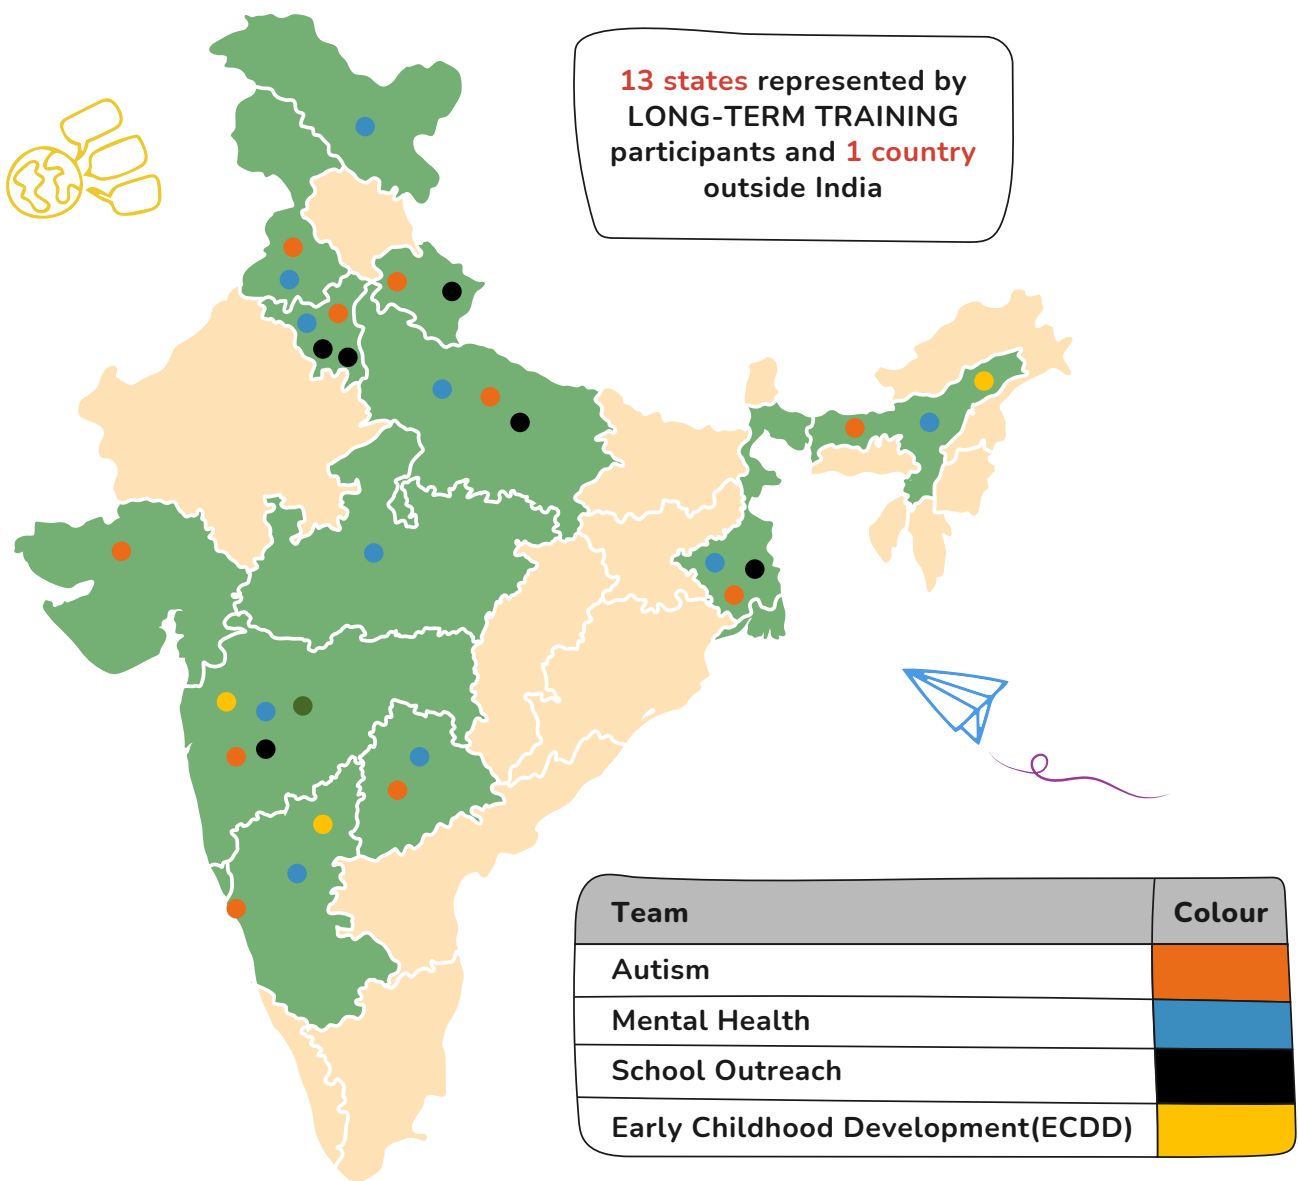 13 states represented by
LONG-TERM TRAINING
participants and 1 country
outside India
Team Colour
Autism
Mental Health
School Outreach
Early Childhood Development(ECDD)